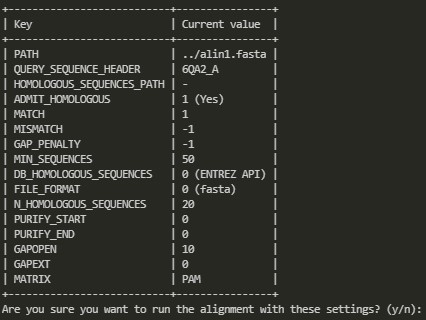 +---------------------------+----------------+
| Key                       | Current value  |
+---------------------------+----------------+
| PATH                      | ../alin1.fasta |
| QUERY_SEQUENCE_HEADER     | 6QA2_A         |
| HOMOLOGOUS_SEQUENCES_PATH | -              |
| ADMIT_HOMOLOGOUS          | 1 (Yes)        |
| MATCH                     | 1              |
| MISMATCH                  | -1             |
| GAP_PENALTY               | -1             |
| MIN_SEQUENCES             | 50             |
| DB_HOMOLOGOUS_SEQUENCES   | 0 (ENTREZ API) |
| FILE_FORMAT               | 0 (fasta)      |
| N_HOMOLOGOUS_SEQUENCES    | 20             |
| PURIFY_START              | 0              |
| PURIFY_END                | 0              |
| GAPOPEN                   | 10             |
| GAPEXT                    | 0              |
| MATRIX                    | PAM            |
+---------------------------+----------------+
Are you sure you want to run the alignment with these settings? (y/n):